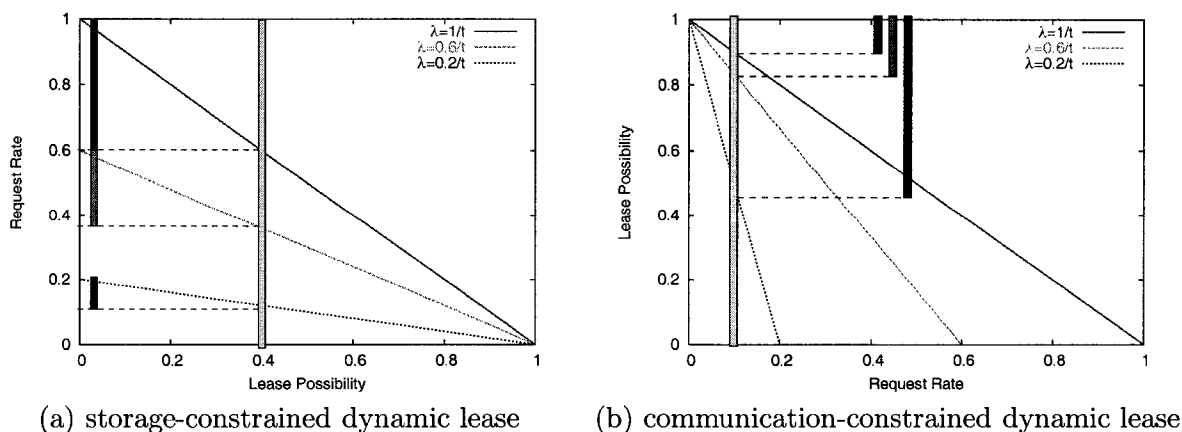 1
0.8
0.6
0.4
0.2
0
Request Rate
0 0.2 0.4 0.6 0.8 1
Lease Possibility
λ=1/t
λ=0.6/t
λ=0.2/t
(a) storage-constrained dynamic lease
1
0.8
0.6
0.4
0.2
0
Lease Possibility
0 0.2 0.4 0.6 0.8 1
Request Rate
λ=1/t
λ=0.6/t
λ=0.2/t
(b) communication-constrained dynamic lease